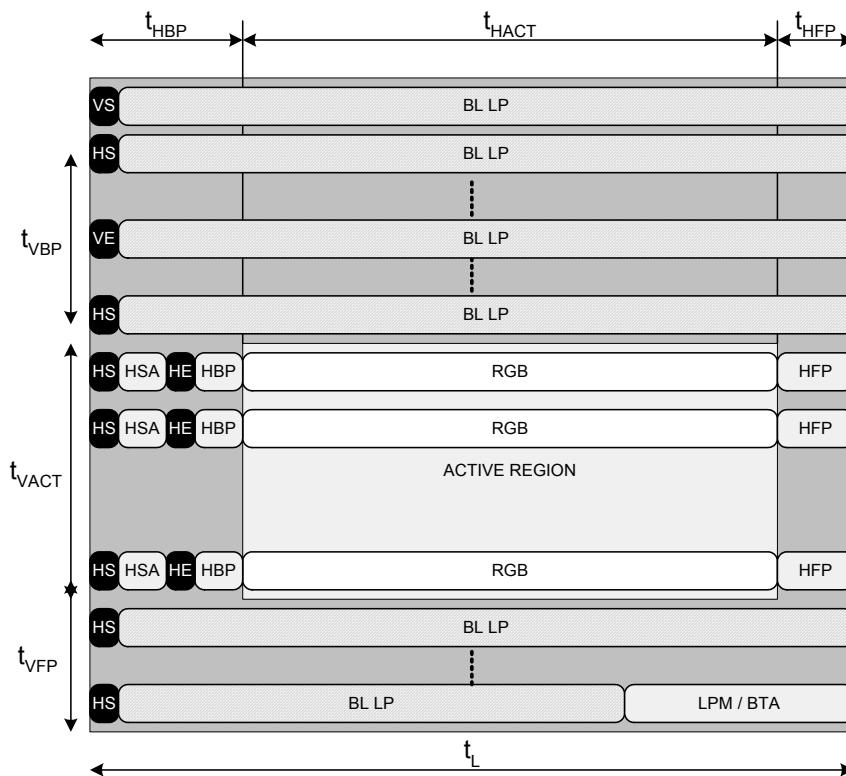 tHBP tHACT tHFP
VS BL LP
HS BL LP
tVBP
VE BL LP
HS BL LP
HS HSA HE HBP RGB HFP
HS HSA HE HBP RGB HFP
tVACT ACTIVE REGION
HS HSA HE HBP RGB HFP
HS BL LP
tVFP
HS BL LP LPM / BTA
tL